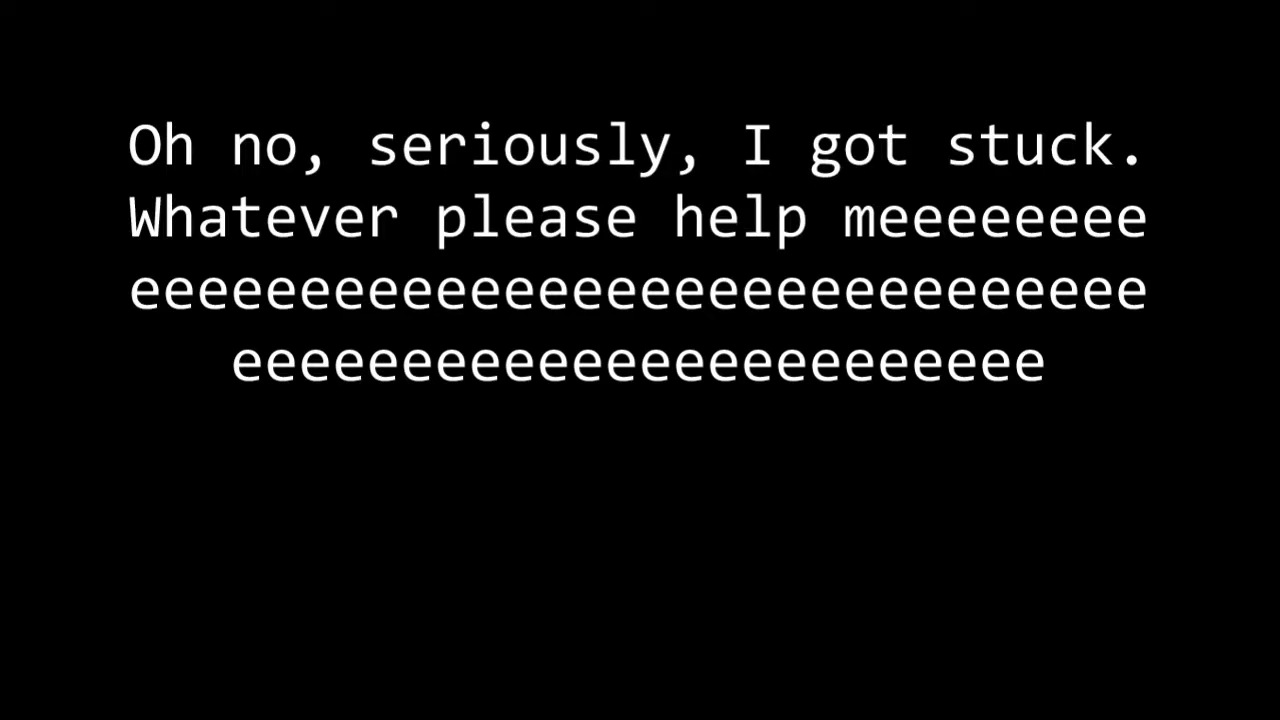 Oh no, seriously, I got stuck.
Whatever please help meeeeeeee
eeeeeeeeeeeeeeeeeeeeeeeeeeeeee
eeeeeeeeeeeeeeeeeeeeeeee